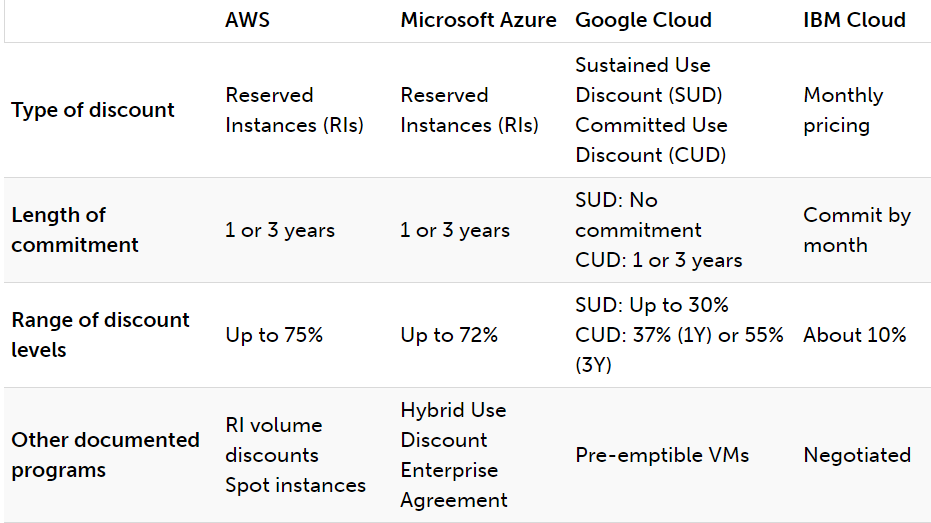 AWS Microsoft Azure Google Cloud IBM Cloud
Type of discount
Reserved
Instances (RIs)
Reserved
Instances (RIs)
Sustained Use
Discount (SUD)
Committed Use
Discount (CUD)
Monthly
pricing
Length of
commitment
1 or 3 years
1 or 3 years
SUD: No
commitment
CUD: 1 or 3 years
Commit by
month
Range of discount
levels
Up to 75%
Up to 72%
SUD: Up to 30%
CUD: 37% (1Y) or 55%
(3Y)
About 10%
Other documented
programs
RI volume
discounts
Spot instances
Hybrid Use
Discount
Enterprise
Agreement
Pre-emptible VMs
Negotiated